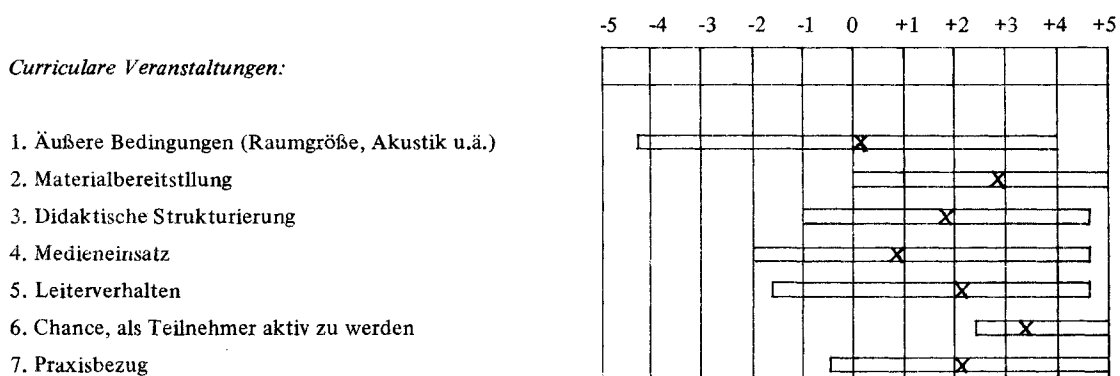 -5 -4 -3 -2 -1 0 +1 +2 +3 +4 +5
Curriculare Veranstaltungen:
1. Äußere Bedingungen (Raumgröße, Akustik u.ä.)
2. Materialbereitstllung
3. Didaktische Strukturierung
4. Medieneinsatz
5. Leiterverhalten
6. Chance, als Teilnehmer aktiv zu werden
7. Praxisbezug